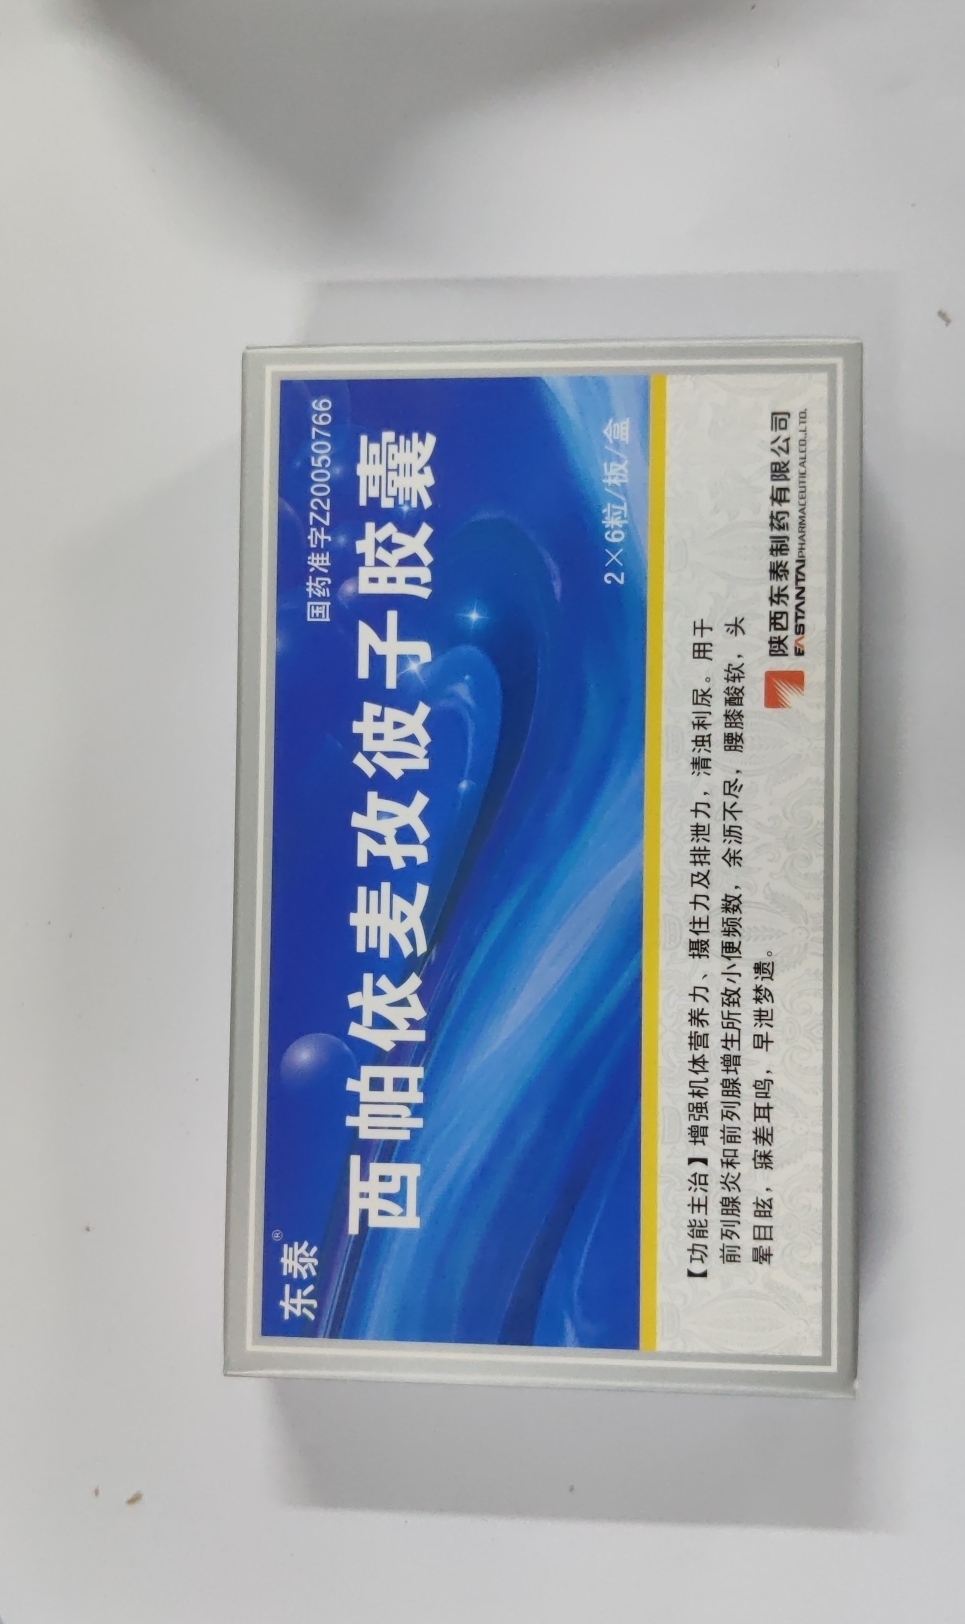 东泰®
国药准字Z20050766
西帕依麦孜彼子胶囊
2×6粒/板/盒
【功能主治】增强机体营养力、摄住力及排泄力，清浊利尿。用于
前列腺炎和前列腺增生所致小便频数，余沥不尽，腰膝酸软，头
晕目眩，寐差耳鸣，早泄梦遗。
陕西东泰制药有限公司
EASTANTAI PHARMACEUTICAL CO.,LTD.